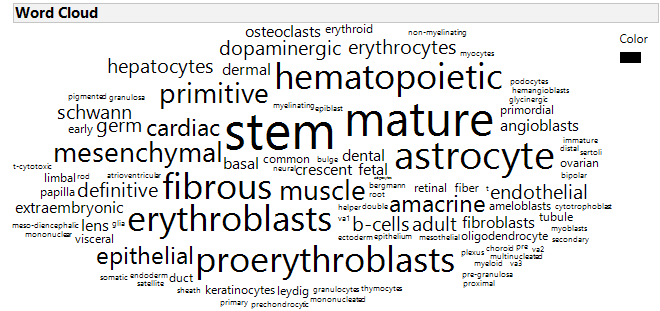 Word Cloud
Color
osteoclasts erythroid non-myelinating
dopaminergic erythrocytes myocytes
hepatocytes dermal hematopoietic podocytes
hemangioblasts
pigmented granulosa primitive myelinating epiblast mature glycinergic
schwann primordial
early germ cardiac stem angioblasts
mesenchymal basal common bulge dental astrocyte immature
distal sertoli
t-cytotoxic neural crescent fetal ovarian
limbal rod atrioventricular bipolar
papilla definitive fibrous muscle bergmann retinal fiber t endothelial
root
extraembryonic helper double amacrine ameloblasts cytotrophoblast
meso-diencephalic lens glia erythroblasts va1 b-cells adult fibroblasts tubule
myoblasts
mononuclear visceral ectoderm epithelium mesothelial oligodendrocyte secondary
epithelial proerythroblasts plexus choroid pre va2
multinucleated
myeloid va3
somatic endoderm duct pre-granulosa
satellite proximal
sheath keratinocytes leydig granulocytes thymocytes
primary prechondrocytic mononucleated